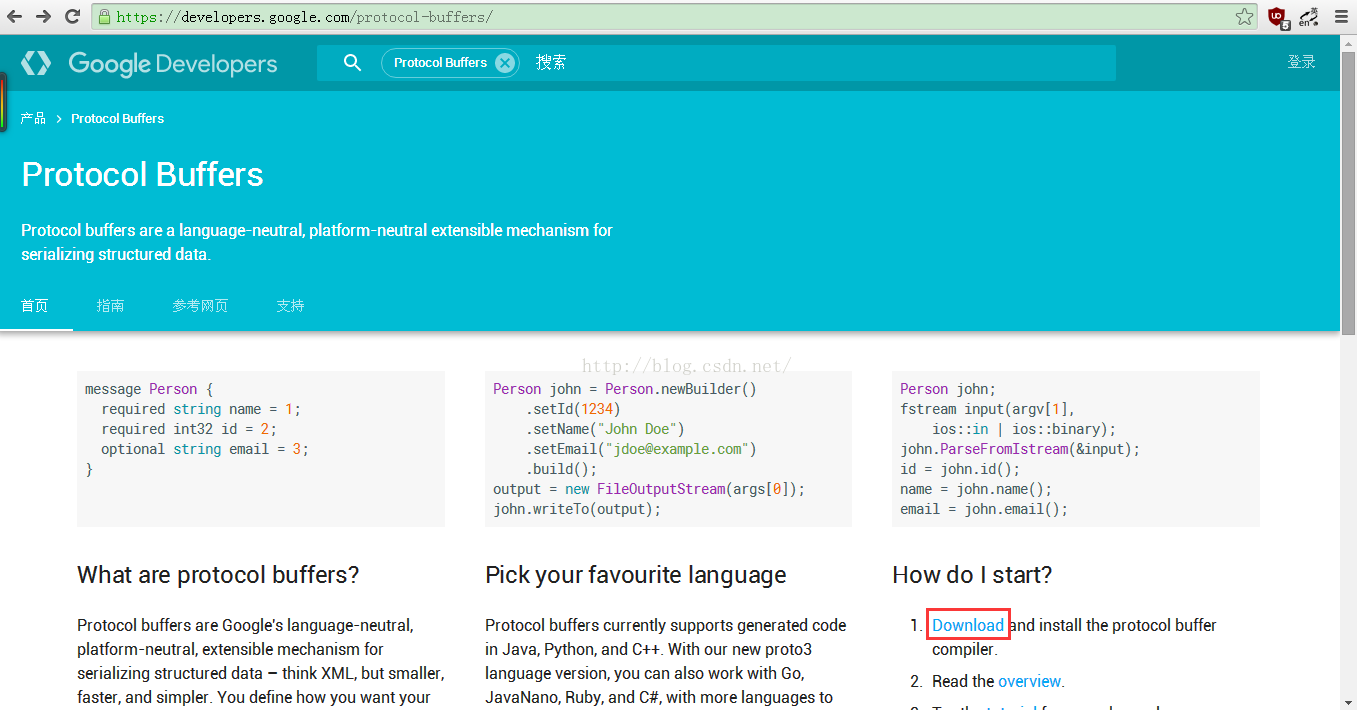 https://developers.google.com/protocol-buffers/
Google Developers
Protocol Buffers
搜索
登录
产品 > Protocol Buffers
Protocol Buffers
Protocol buffers are a language-neutral, platform-neutral extensible mechanism for
serializing structured data.
首页 指南 参考网页 支持
http://blog.csdn.net/
message Person {
  required string name = 1;
  required int32 id = 2;
  optional string email = 3;
}
Person john = Person.newBuilder()
    .setId(1234)
    .setName("John Doe")
    .setEmail("jdoe@example.com")
    .build();
output = new FileOutputStream(args[0]);
john.writeTo(output);
Person john;
fstream input(argv[1],
    ios::in | ios::binary);
john.ParseFromIstream(&input);
id = john.id();
name = john.name();
email = john.email();
What are protocol buffers?
Protocol buffers are Google's language-neutral,
platform-neutral, extensible mechanism for
serializing structured data – think XML, but smaller,
faster, and simpler. You define how you want your
Pick your favourite language
Protocol buffers currently supports generated code
in Java, Python, and C++. With our new proto3
language version, you can also work with Go,
JavaNano, Ruby, and C#, with more languages to
How do I start?
1. Download and install the protocol buffer
compiler.
2. Read the overview.